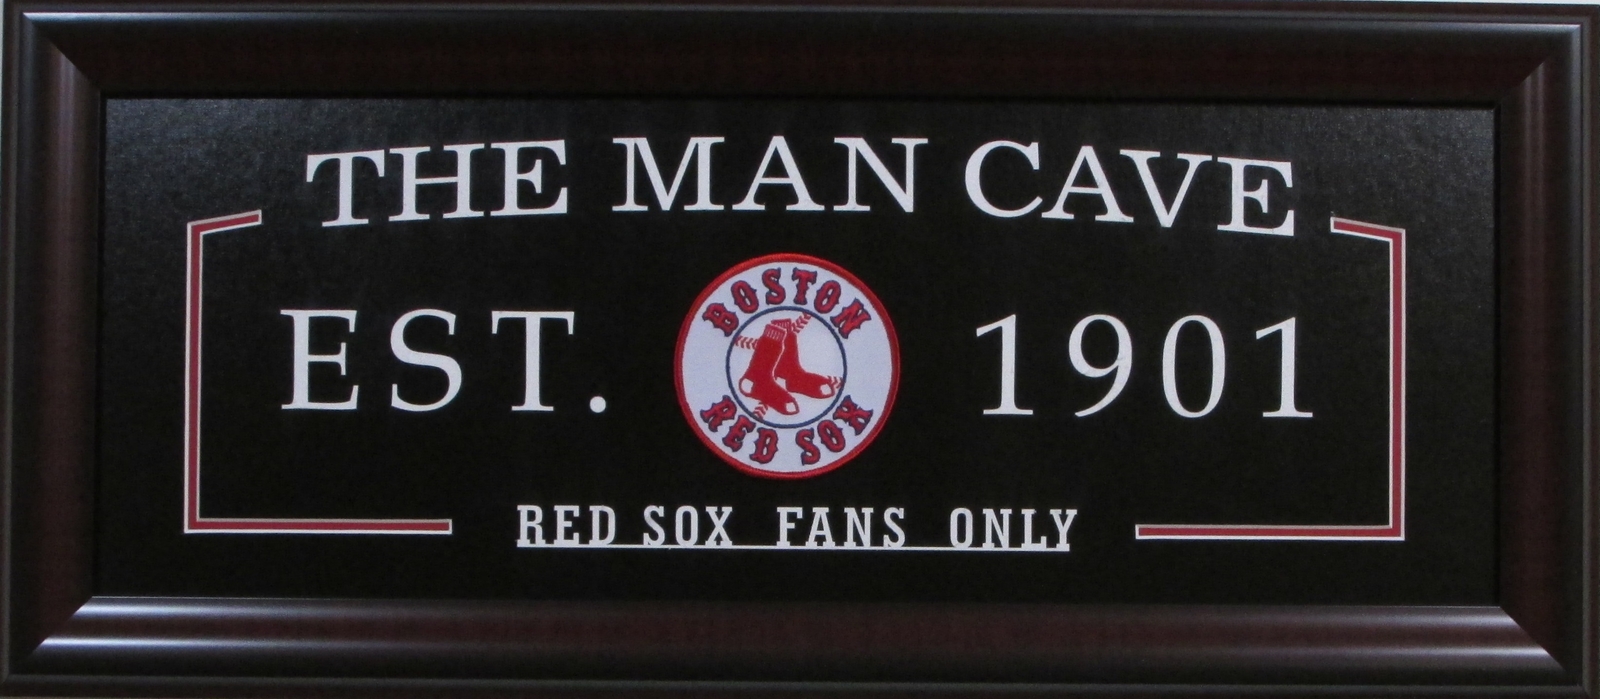 THE MAN CAVE
EST. 1901
BOSTON
RED SOX
RED SOX FANS ONLY